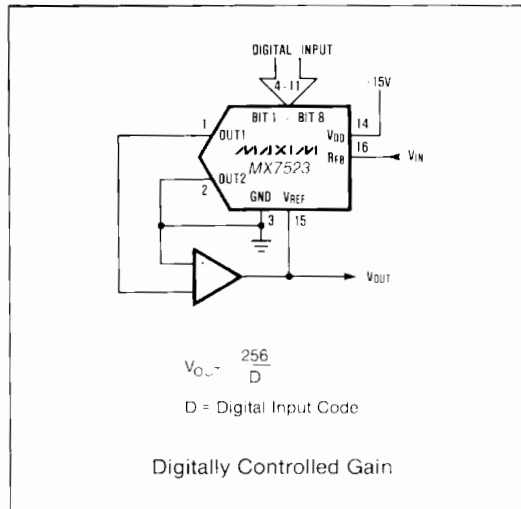 DIGITAL INPUT
4-11
15V
BIT 1 - BIT 8
1
OUT1
14
VDD
MAXIM
MX7523
16
RFB
VIN
2
OUT2
GND
VREF
3
15
VOUT
256
D
D = Digital Input Code
Digitally Controlled Gain